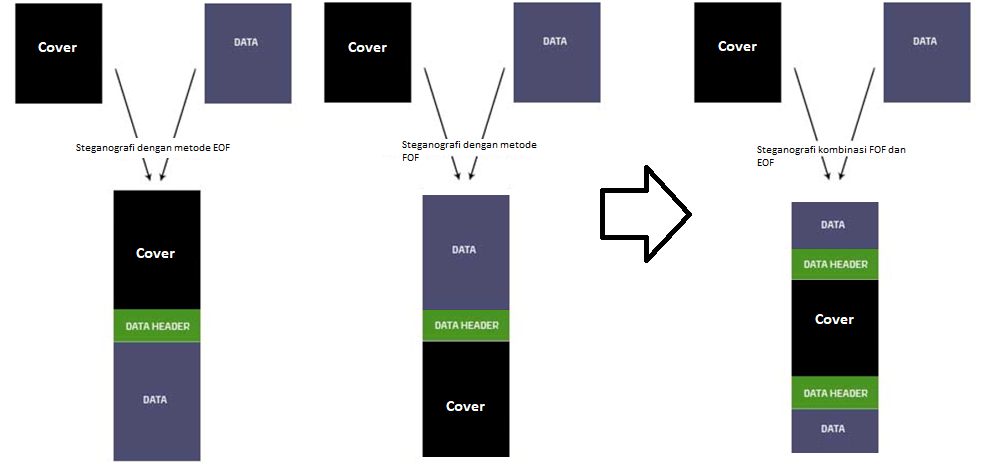 Cover
DATA
Steganografi dengan metode EOF
Cover
DATA HEADER
DATA
Cover
DATA
Steganografi dengan metode
FOF
DATA
DATA HEADER
Cover
Cover
DATA
Steganografi kombinasi FOF dan
EOF
DATA
DATA HEADER
Cover
DATA HEADER
DATA